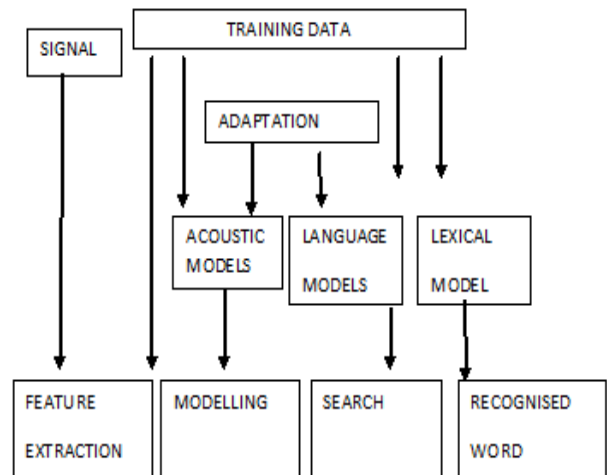 TRAINING DATA
SIGNAL
ADAPTATION
ACOUSTIC
MODELS
LANGUAGE
MODELS
LEXICAL
MODEL
FEATURE
EXTRACTION
MODELLING
SEARCH
RECOGNISED
WORD